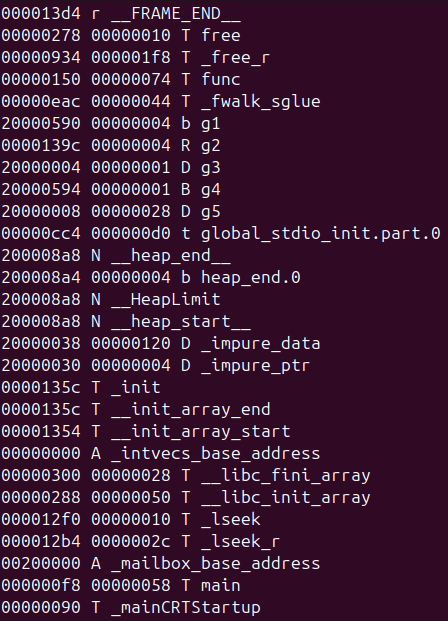 000013d4 r __FRAME_END__
00000278 00000010 T free
00000934 000001f8 T _free_r
00000150 00000074 T func
00000eac 00000044 T _fwalk_sglue
20000590 00000004 b g1
0000139c 00000004 R g2
20000004 00000001 D g3
20000594 00000001 B g4
20000008 00000028 D g5
00000cc4 000000d0 t global_stdio_init.part.0
200008a8 N __heap_end__
200008a4 00000004 b heap_end.0
200008a8 N __HeapLimit
200008a8 N __heap_start__
20000038 00000120 D _impure_data
20000030 00000004 D _impure_ptr
0000135c T _init
0000135c T __init_array_end
00001354 T __init_array_start
00000000 A _intvecs_base_address
00000300 00000028 T __libc_fini_array
00000288 00000050 T __libc_init_array
000012f0 00000010 T _lseek
000012b4 0000002c T _lseek_r
00200000 A _mailbox_base_address
000000f8 00000058 T main
00000090 T _mainCRTStartup